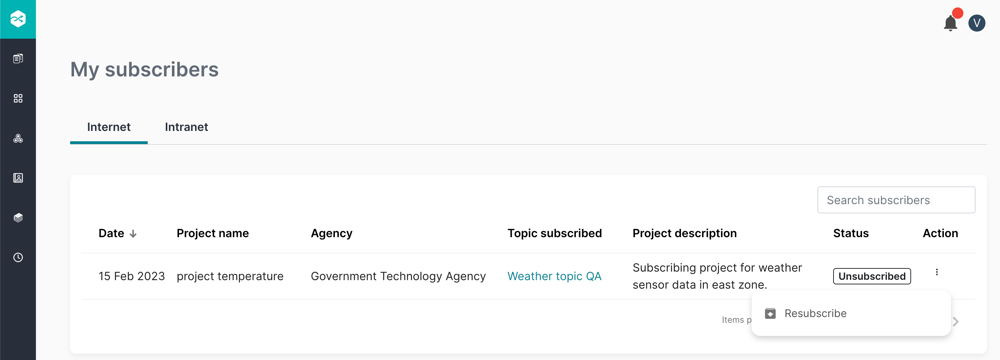 V
My subscribers
Internet Intranet
Search subscribers
Date Project name Agency Topic subscribed Project description Status Action
15 Feb 2023 project temperature Government Technology Agency Weather topic QA Subscribing project for weather Unsubscribed
sensor data in east zone.
Items
Resubscribe